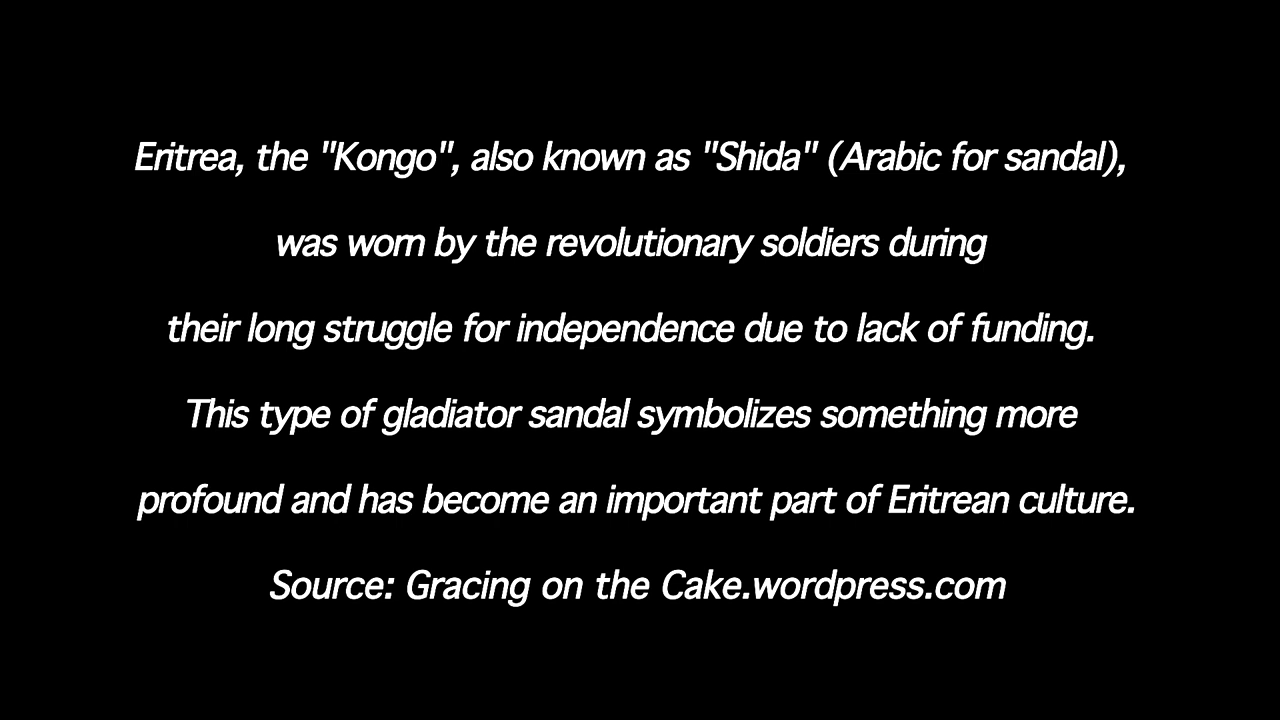 Eritrea, the "Kongo", also known as "Shida" (Arabic for sandal),
was worn by the revolutionary soldiers during
their long struggle for independence due to lack of funding.
This type of gladiator sandal symbolizes something more
profound and has become an important part of Eritrean culture.
Source: Gracing on the Cake.wordpress.com